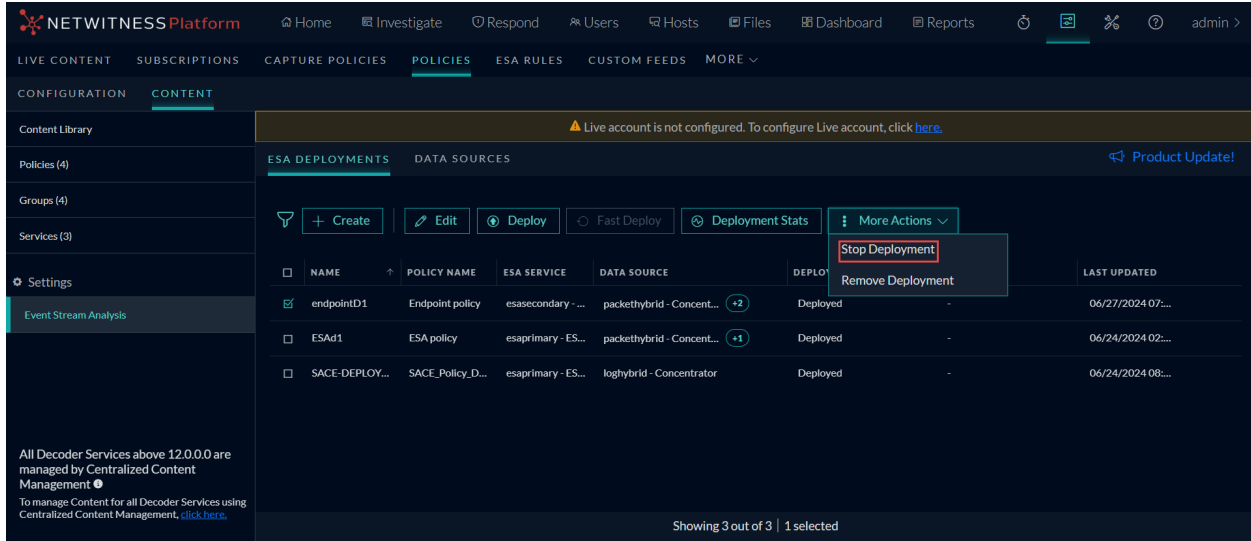 NETWITNESS Platform
Home Investigate Respond Users Hosts Files Dashboard Reports admin >
LIVE CONTENT SUBSCRIPTIONS CAPTURE POLICIES POLICIES ESA RULES CUSTOM FEEDS MORE
CONFIGURATION CONTENT
Content Library
Policies (4)
Groups (4)
Services (3)
Settings
Event Stream Analysis
All Decoder Services above 12.0.0.0 are
managed by Centralized Content
Management
To manage Content for all Decoder Services using
Centralized Content Management, click here.
Live account is not configured. To configure Live account, click here.
ESA DEPLOYMENTS DATA SOURCES
Product Update!
+ Create Edit Deploy Fast Deploy Deployment Stats More Actions
Stop Deployment
Remove Deployment
NAME ↑ POLICY NAME ESA SERVICE DATA SOURCE DEPLOY LAST UPDATED
endpointD1 Endpoint policy esasecondary - ... packethybrid - Concent... +2 Deployed - 06/27/2024 07:...
ESAd1 ESA policy esaprimary - ES... packethybrid - Concent... +1 Deployed - 06/24/2024 02:...
SACE-DEPLOY... SACE_Policy_D... esaprimary - ES... loghybrid - Concentrator Deployed - 06/24/2024 08:...
Showing 3 out of 3 | 1 selected